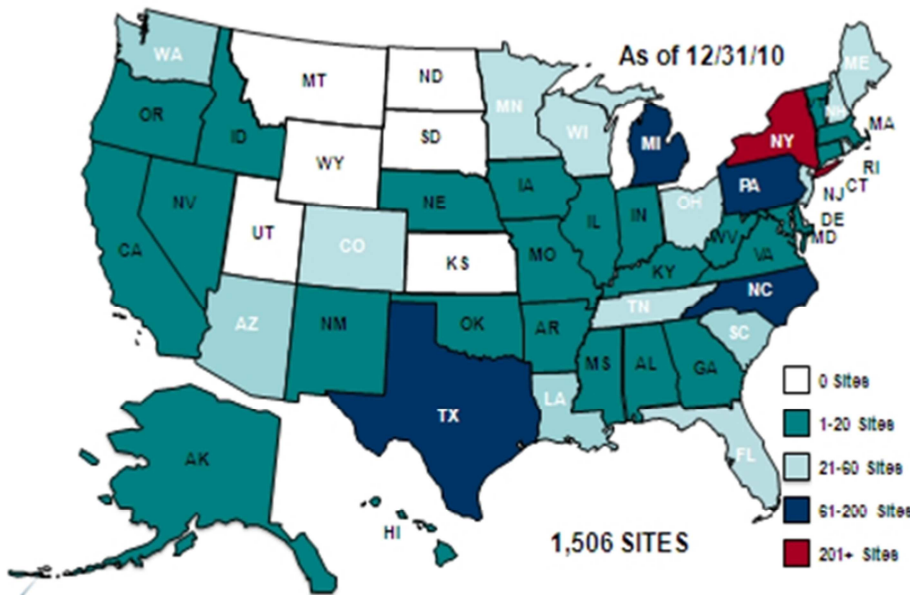 As of 12/31/10
WA
MT
ND
MN
ME
OR
ID
WI
MI
VT
NH
MA
SD
NY
WY
RI
CT
NV
NE
IA
PA
NJ
DE
MD
UT
CO
IL
IN
OH
WV
VA
CA
KS
MO
KY
AZ
NM
OK
AR
TN
NC
SC
MS
AL
GA
TX
LA
FL
AK
HI
0 Sites
1-20 Sites
21-60 Sites
61-200 Sites
201+ Sites
1,506 SITES